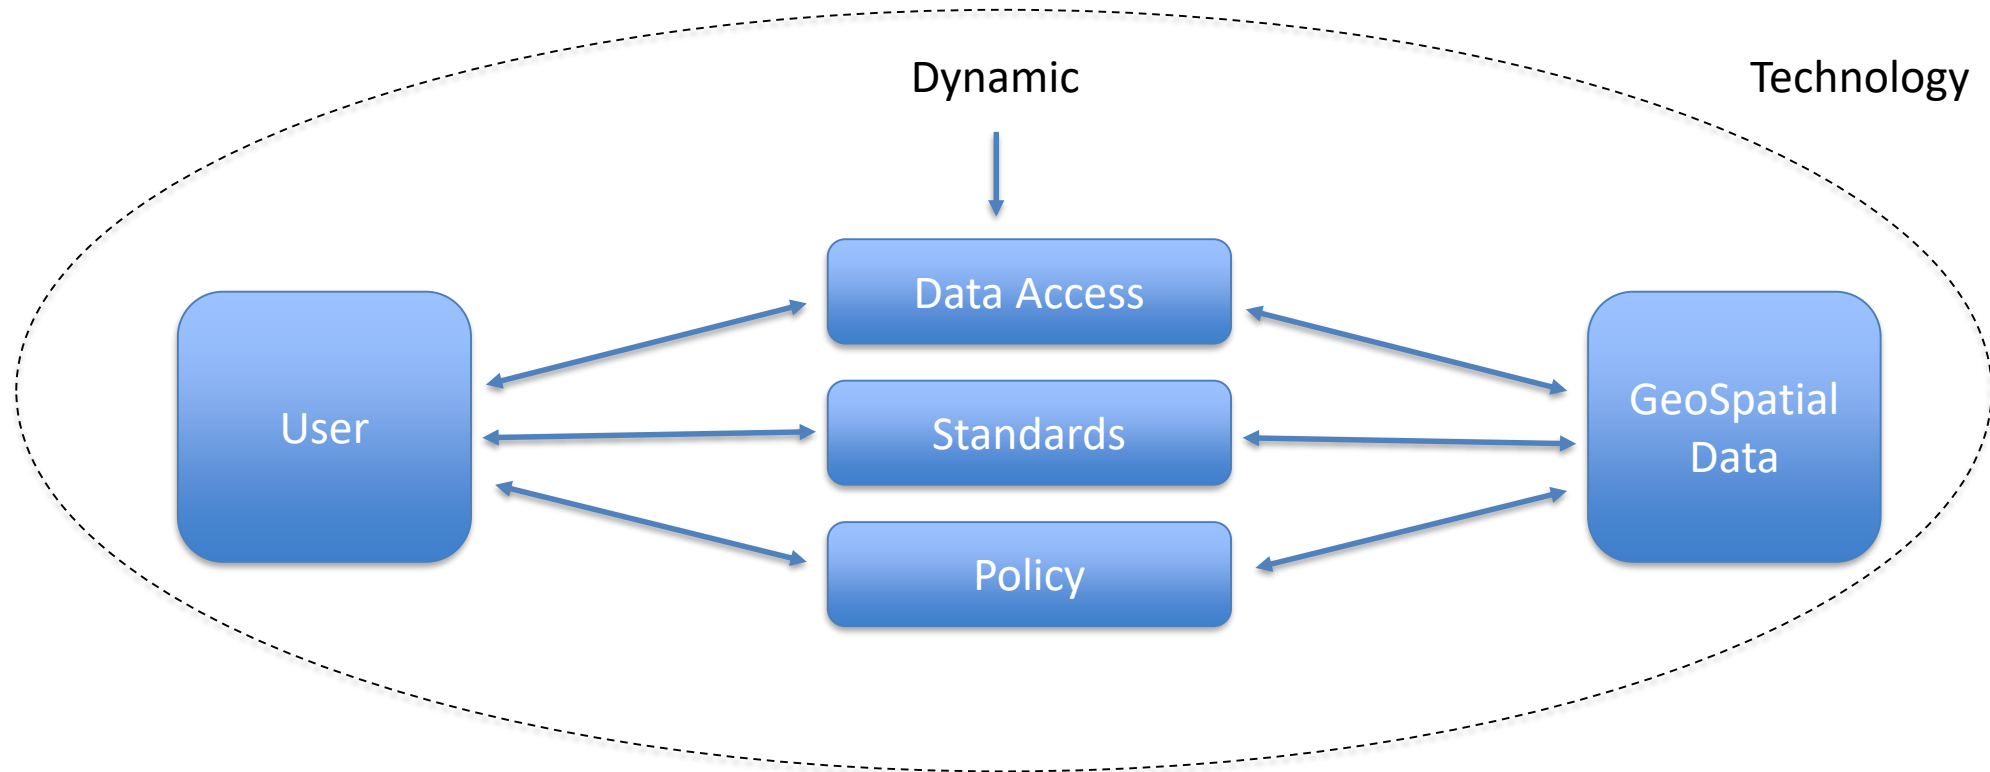 Dynamic
Technology
Data Access
User
Standards
GeoSpatial
Data
Policy